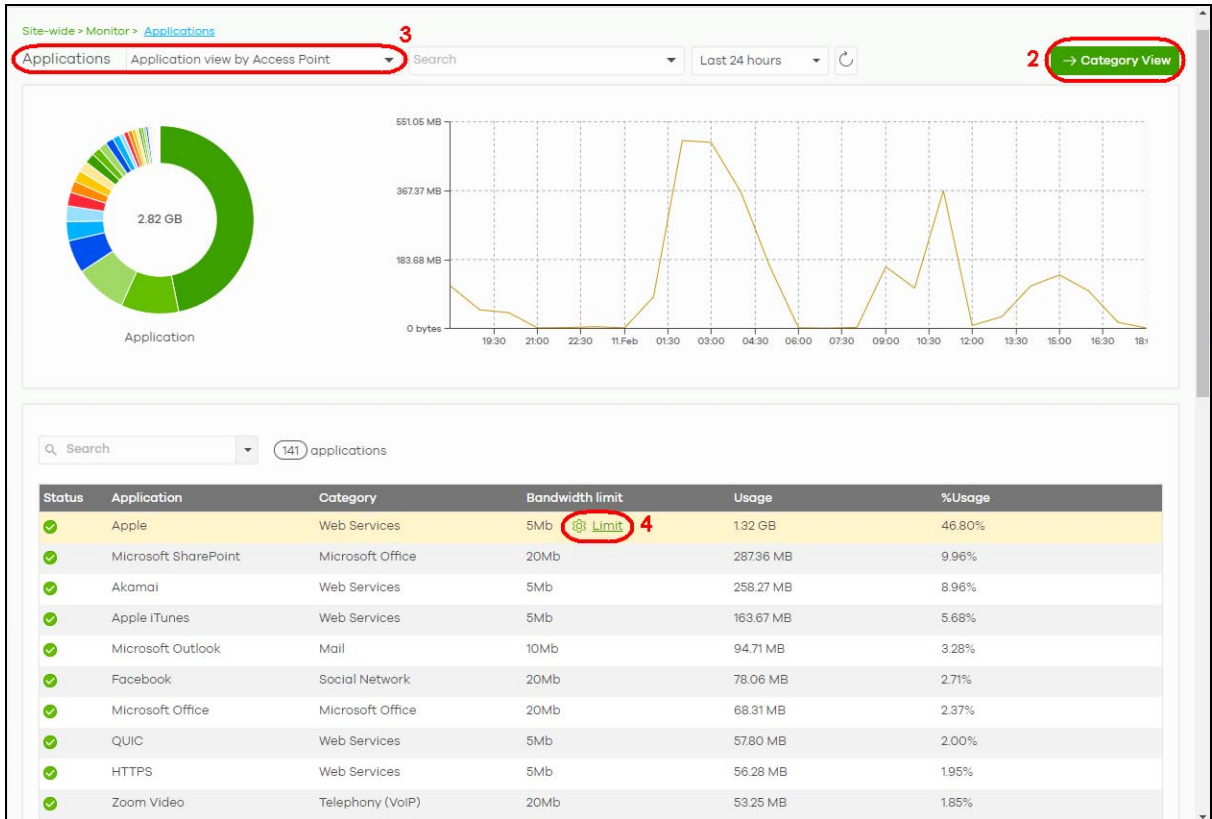 Site-wide > Monitor > Applications
3
Applications Application view by Access Point Search Last 24 hours 2 → Category View
551.05 MB
367.37 MB
183.68 MB
0 bytes
2.82 GB
Application
19:30 21:00 22:30 11.Feb 01:30 03:00 04:30 06:00 07:30 09:00 10:30 12:00 13:30 15:00 16:30
Search 141 applications
Status Application Category Bandwidth limit Usage %Usage
Apple Web Services 5Mb Limit 4 1.32 GB 46.80%
Microsoft SharePoint Microsoft Office 20Mb 287.36 MB 9.96%
Akamai Web Services 5Mb 258.27 MB 8.96%
Apple iTunes Web Services 5Mb 163.67 MB 5.68%
Microsoft Outlook Mail 10Mb 94.71 MB 3.28%
Facebook Social Network 20Mb 78.06 MB 2.71%
Microsoft Office Microsoft Office 20Mb 68.31 MB 2.37%
QUIC Web Services 5Mb 57.80 MB 2.00%
HTTPS Web Services 5Mb 56.28 MB 1.95%
Zoom Video Telephony (VoIP) 20Mb 53.25 MB 1.85%